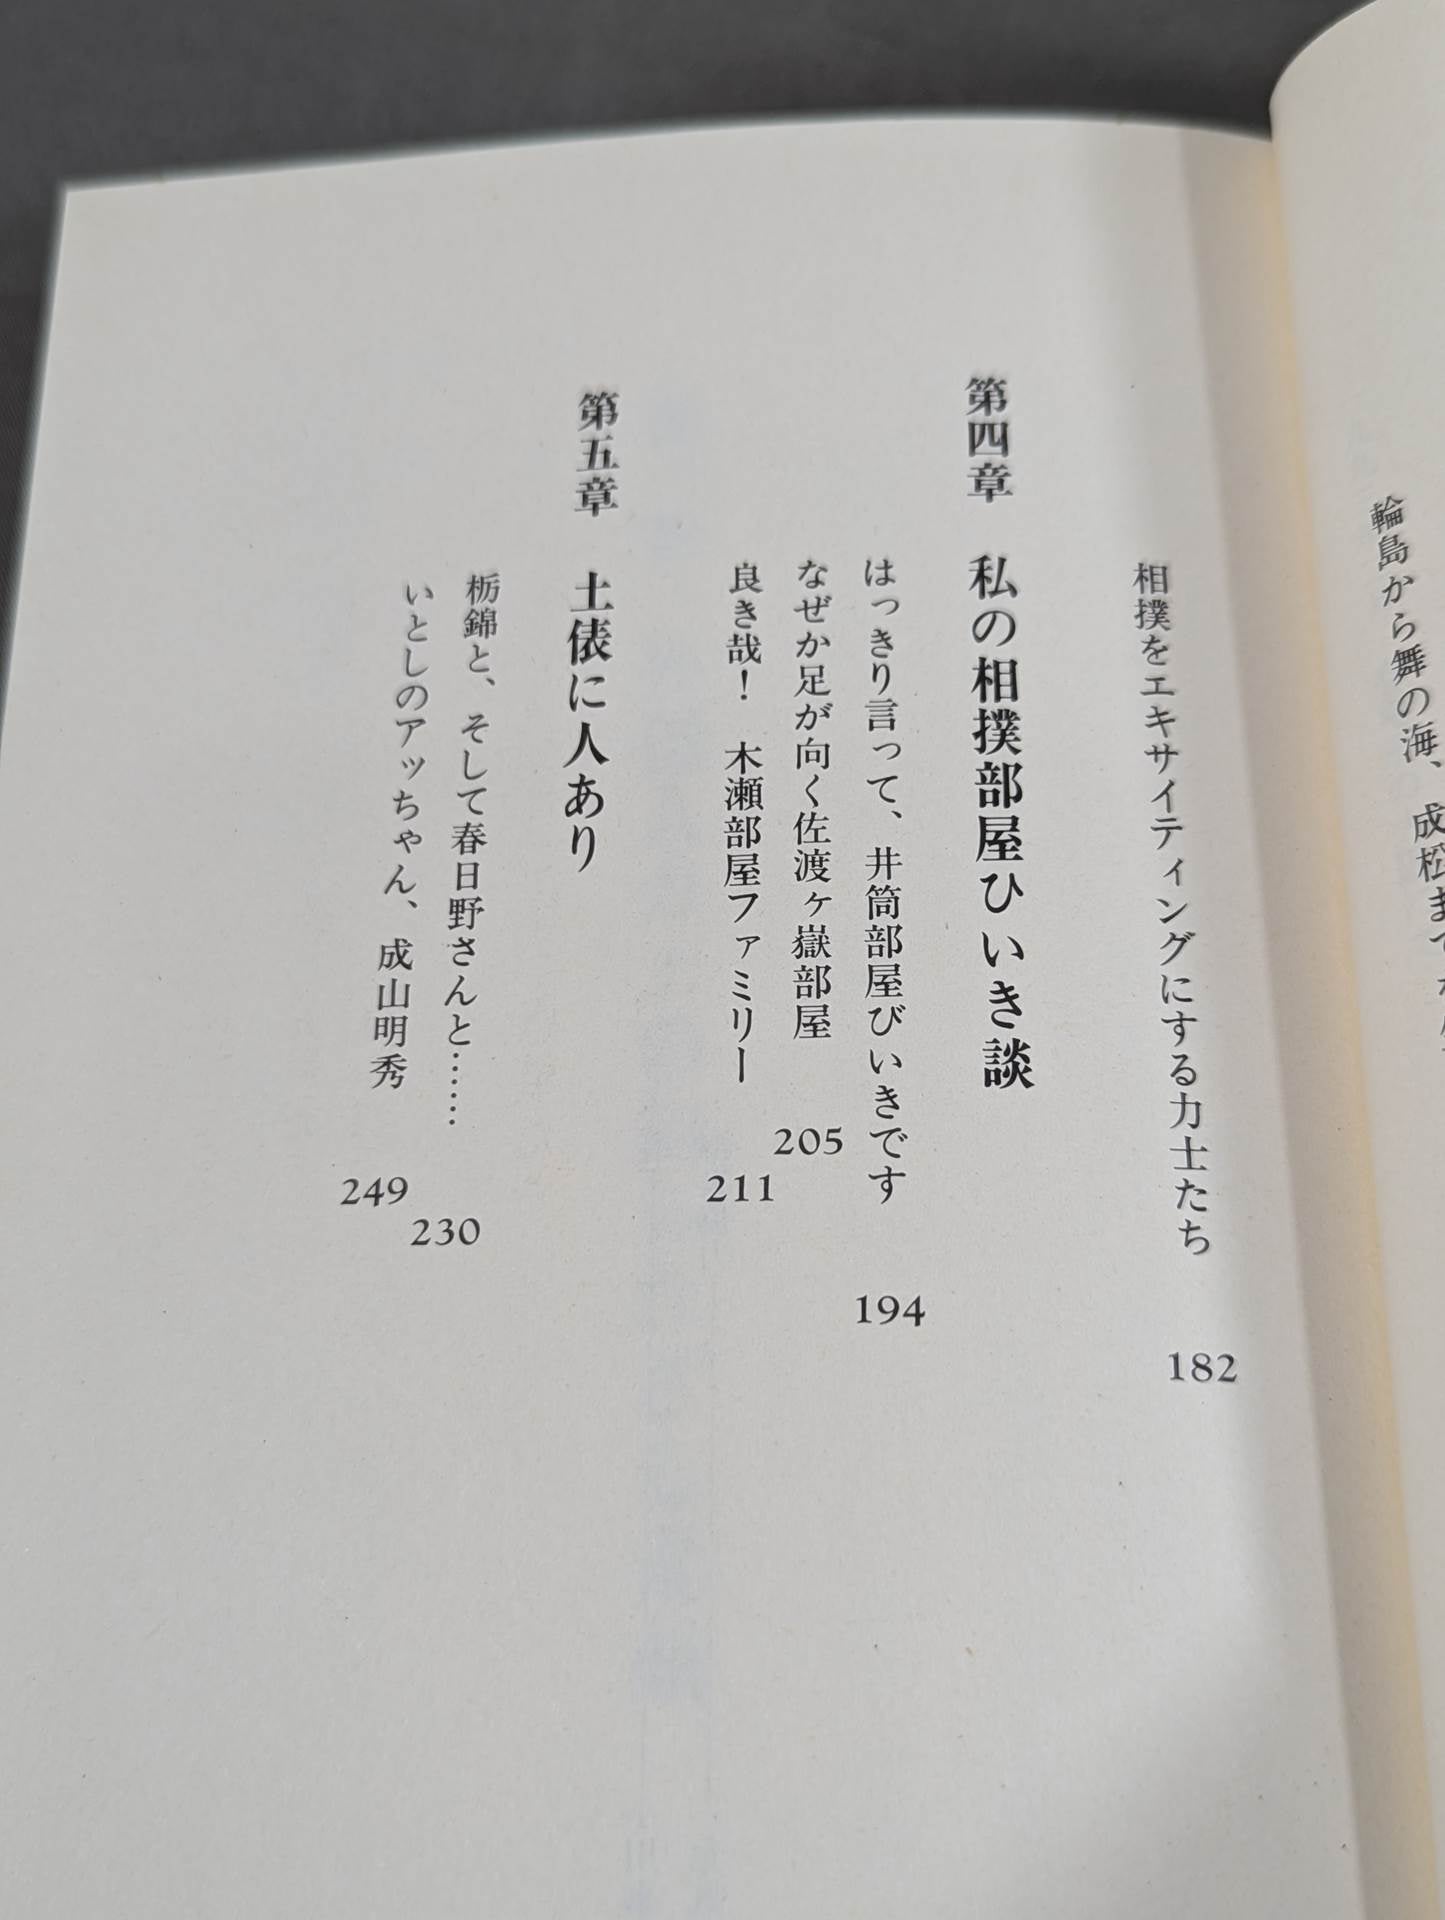 輪島から舞の海、成松まで
相撲をエキサイティングにする力士たち 182
第四章 私の相撲部屋ひいき談
はっきり言って、井筒部屋びいきです 194
なぜか足が向く佐渡ヶ嶽部屋 205
良き哉！ 木瀬部屋ファミリー 211
第五章 土俵に人あり
栃錦と、そして春日野さんと…… 230
いとしのアッちゃん、成山明秀 249